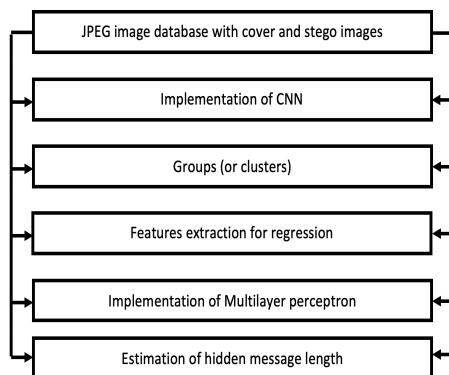 JPEG image database with cover and stego images
Implementation of CNN
Groups (or clusters)
Features extraction for regression
Implementation of Multilayer perceptron
Estimation of hidden message length